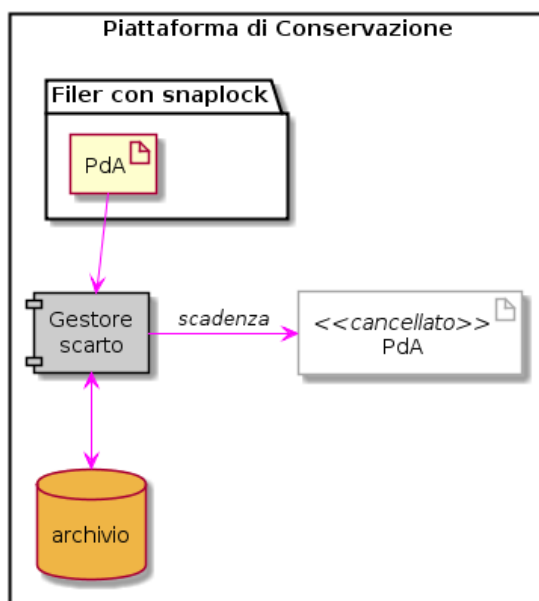 Piattaforma di Conservazione
Filer con snaplock
PdA
Gestore
scarto
scadenza
<<cancellato>>
PdA
archivio